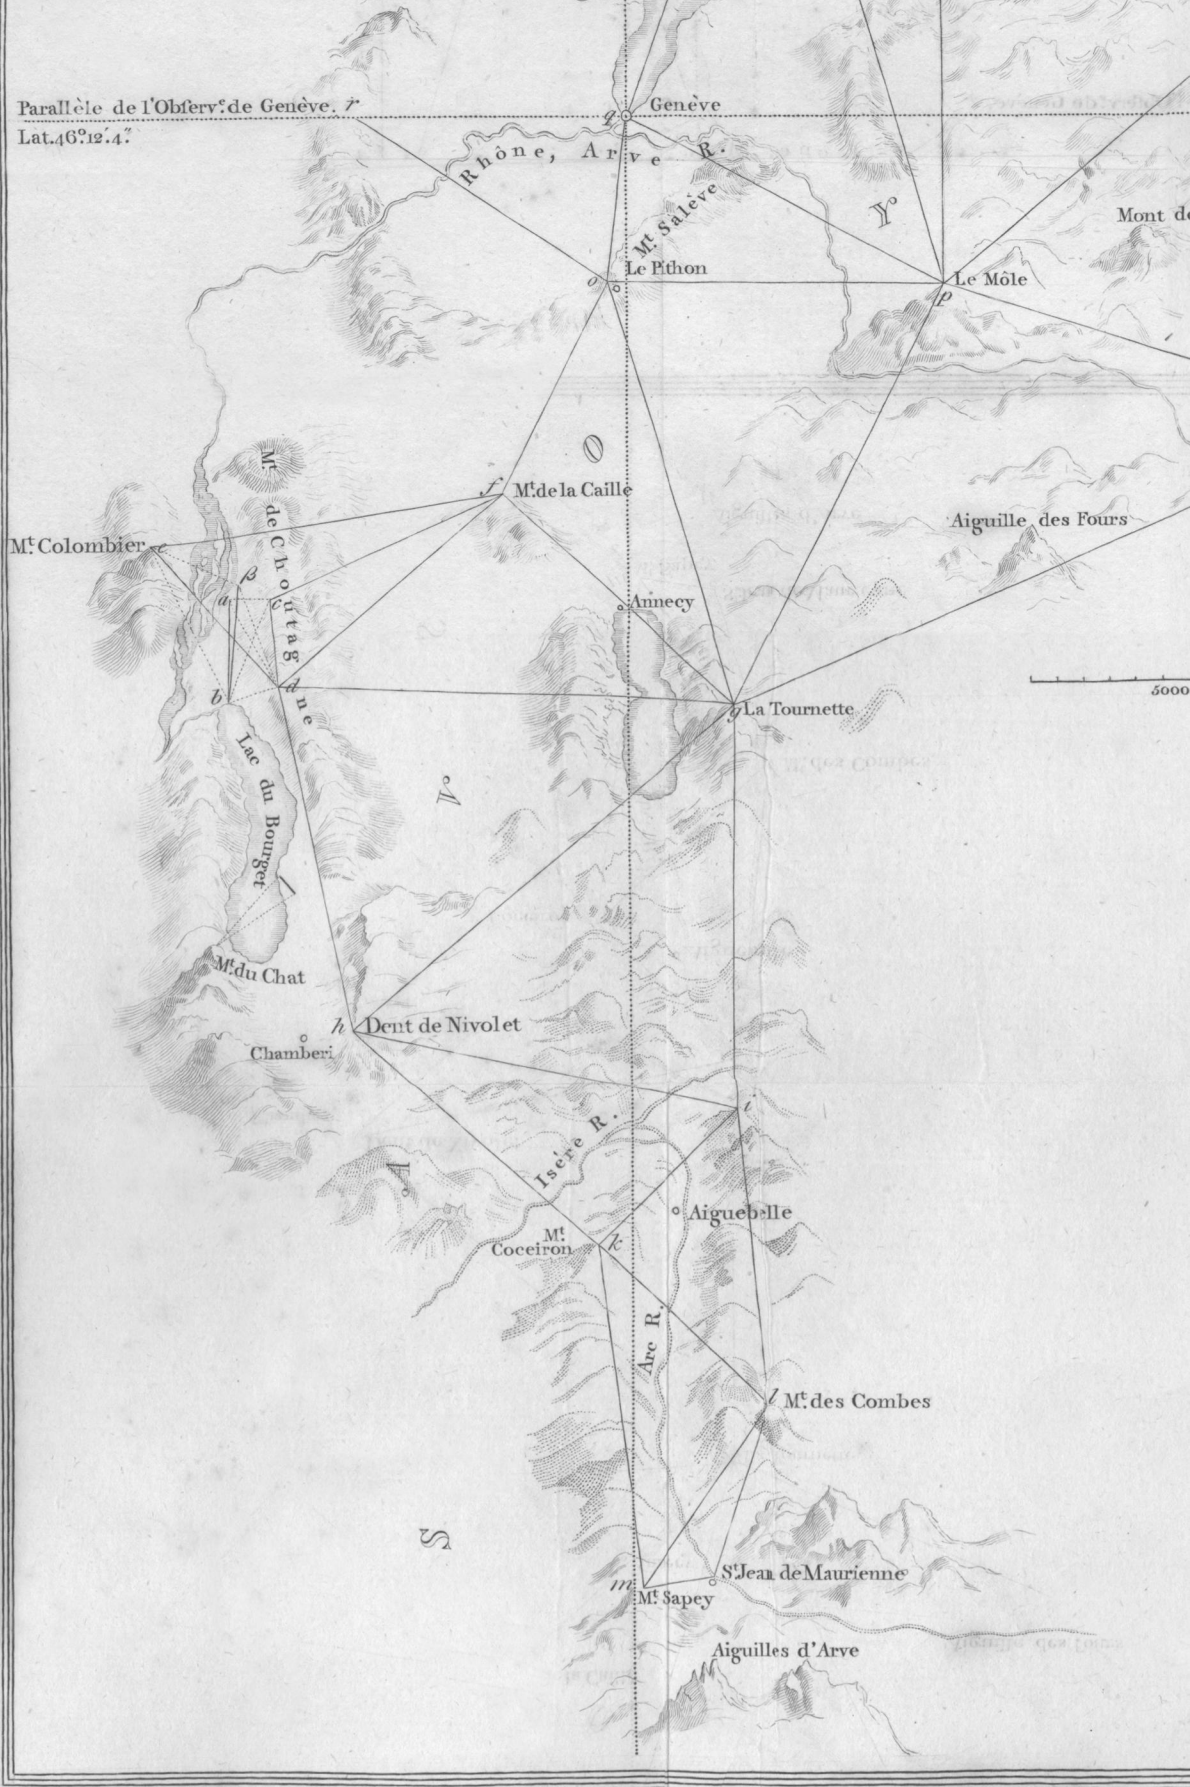 Genève
Parallèle de l'Obſerv.e de Genève. r
Lat. 46.° 12.' 4."
q
Rhône, Arve R.
Mt. Salève
Y
Mont de
o
Le Pithon
Le Môle
p
O
f
Mt. de la Caille
Mt. de Choutagne
Aiguille des Fours
Mt. Colombier
e
β
a
c
Annecy
d
b
g
La Tournette
5000
Lac du Bourget
V
Mt. du Chat
h
Dent de Nivolet
Chamberi
i
Isère R.
A
Aiguebelle
Mt.
Coceiron
k
Arc R.
l
Mt. des Combes
S
St. Jean de Maurienne
m
Mt. Sapey
Aiguilles d'Arve